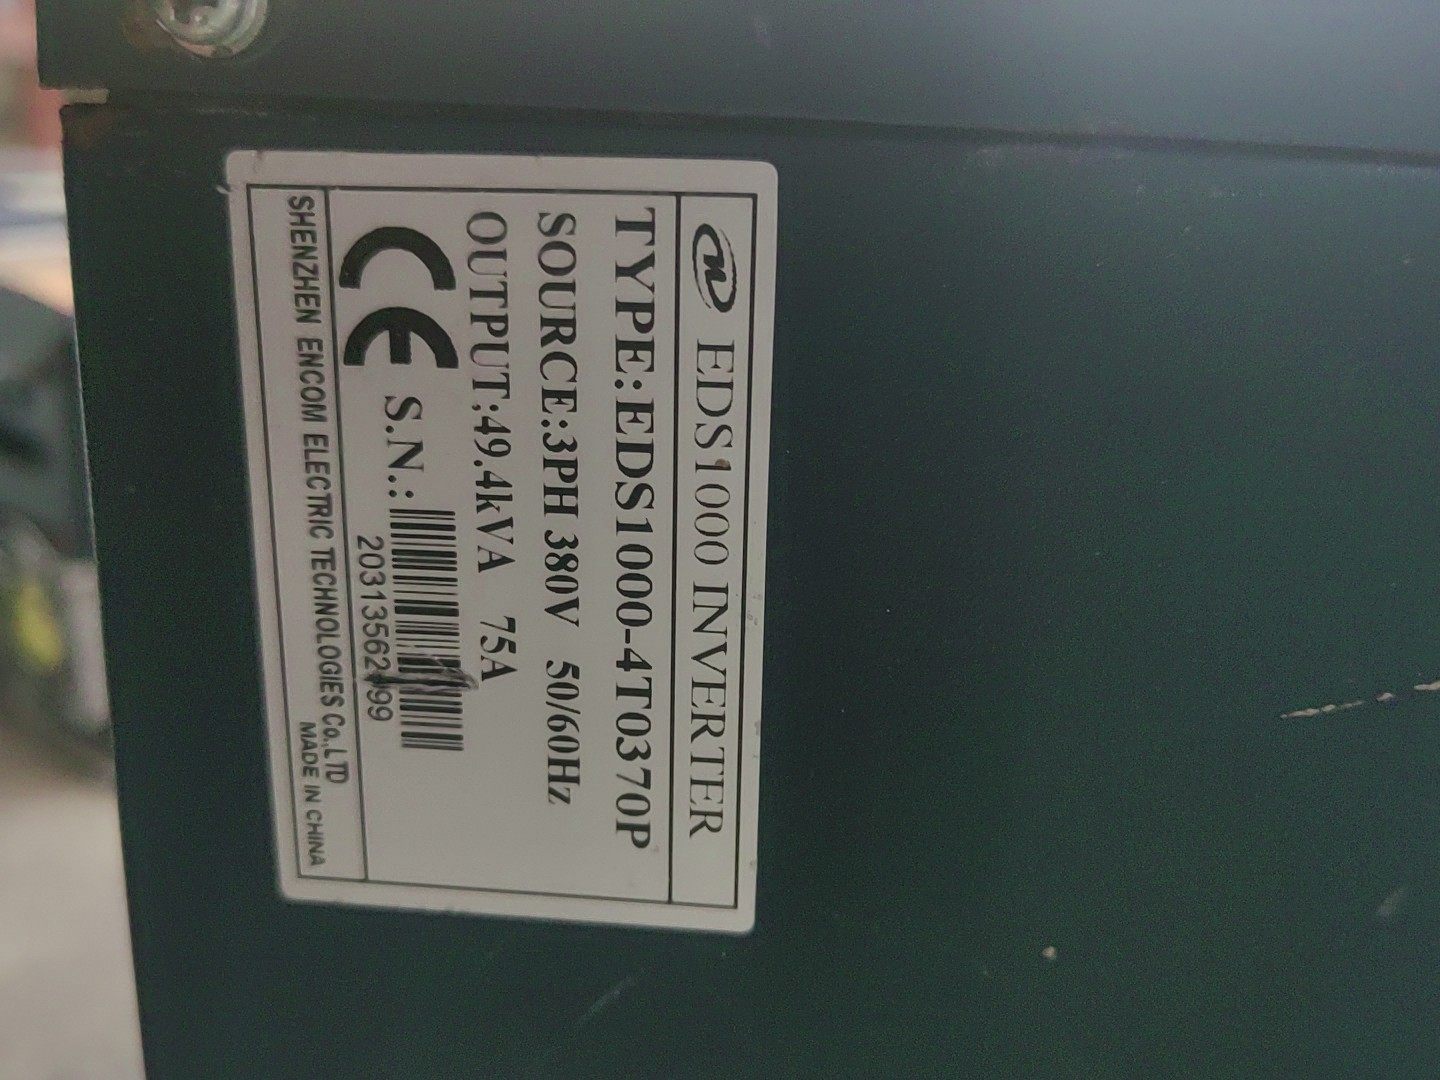 EDS1000 INVERTER
TYPE:EDS1000-4T0370P
SOURCE:3PH 380V 50/60Hz
OUTPUT:49.4kVA 75A
CE S.N.:
SHENZHEN ENCOM ELECTRIC TECHNOLOGIES Co.,LTD
MADE IN CHINA